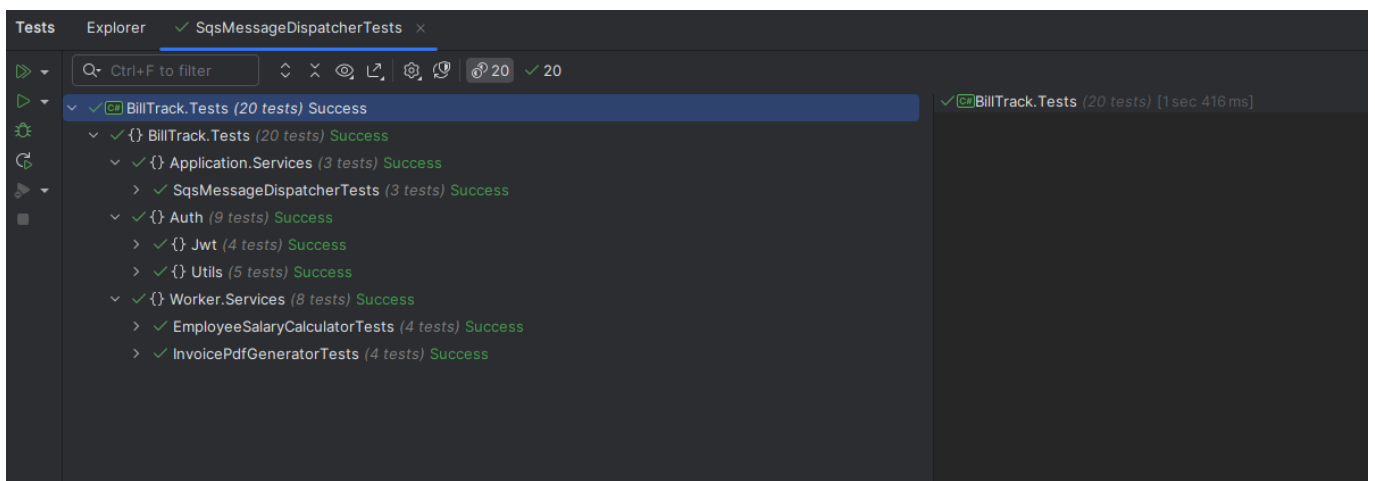 Tests Explorer SqsMessageDispatcherTests ×
Ctrl+F to filter 20 20
C# BillTrack.Tests (20 tests) Success
{} BillTrack.Tests (20 tests) Success
{} Application.Services (3 tests) Success
SqsMessageDispatcherTests (3 tests) Success
{} Auth (9 tests) Success
{} Jwt (4 tests) Success
{} Utils (5 tests) Success
{} Worker.Services (8 tests) Success
EmployeeSalaryCalculatorTests (4 tests) Success
InvoicePdfGeneratorTests (4 tests) Success
C# BillTrack.Tests (20 tests) [1 sec 416 ms]